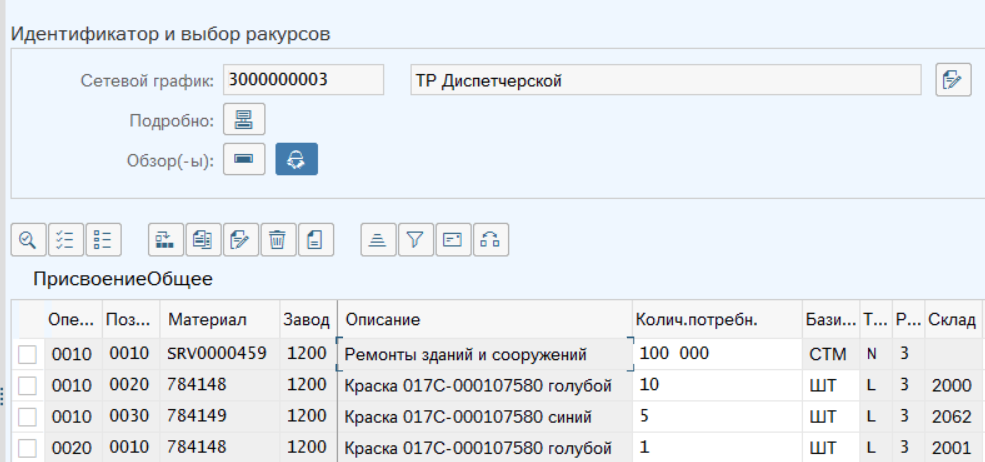 Идентификатор и выбор ракурсов
Сетевой график: 3000000003 ТР Диспетчерской
Подробно:
Обзор(-ы):
ПрисвоениеОбщее
Опе... Поз... Материал Завод Описание Колич.потребн. Бази... Т... Р... Склад
0010 0010 SRV0000459 1200 Ремонты зданий и сооружений 100 000 СТМ N 3
0010 0020 784148 1200 Краска 017С-000107580 голубой 10 ШТ L 3 2000
0010 0030 784149 1200 Краска 017С-000107580 синий 5 ШТ L 3 2062
0020 0010 784148 1200 Краска 017С-000107580 голубой 1 ШТ L 3 2001